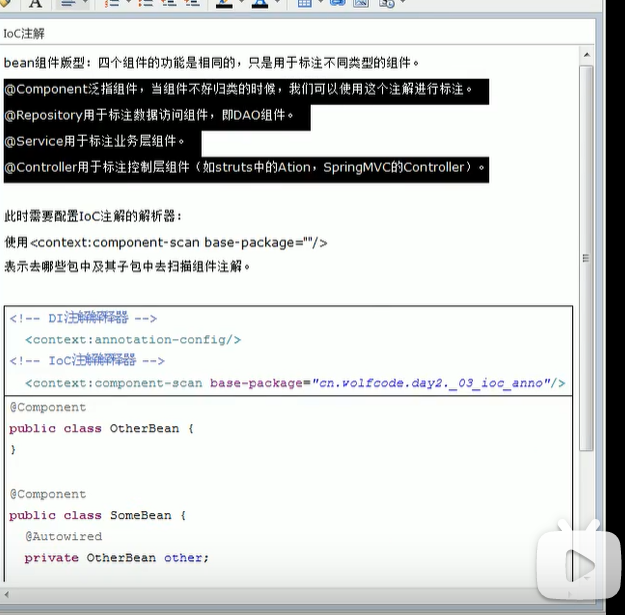 IoC注解
bean组件版型：四个组件的功能是相同的，只是用于标注不同类型的组件。
@Component泛指组件，当组件不好归类的时候，我们可以使用这个注解进行标注。
@Repository用于标注数据访问组件，即DAO组件。
@Service用于标注业务层组件。
@Controller用于标注控制层组件（如struts中的Ation，SpringMVC的Controller）。
此时需要配置IoC注解的解析器：
使用<context:component-scan base-package=""/>
表示去哪些包中及其子包中去扫描组件注解。
<!-- DI注解解释器 -->
<context:annotation-config/>
<!-- IoC注解解释器 -->
<context:component-scan base-package="cn.wolfcode.day2._03_ioc_anno"/>
@Component
public class OtherBean {
}
@Component
public class SomeBean {
@Autowired
private OtherBean other;